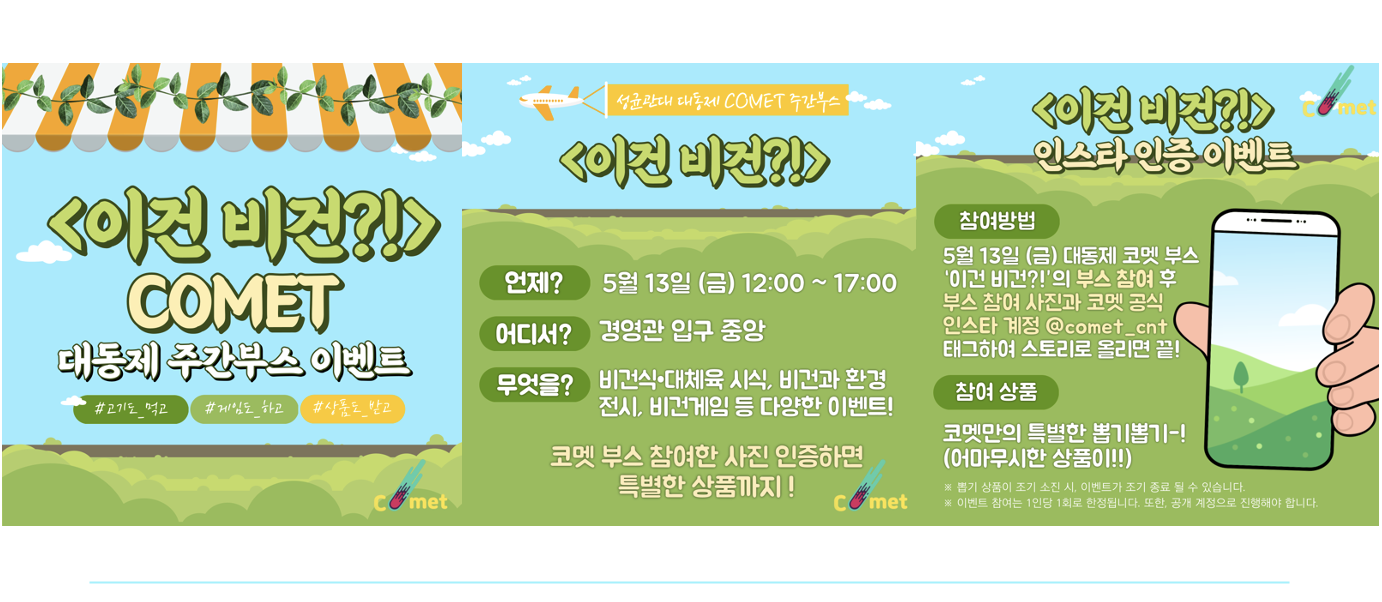 <이건 비건?!>
COMET
대동제 주간부스 이벤트
#고기도_먹고 #게임도_하고 #상품도_받고
Comet
성균관대 대동제 COMET 주간부스
<이건 비건?!>
언제? 5월 13일 (금) 12:00 ~ 17:00
어디서? 경영관 입구 중앙
무엇을? 비건식•대체육 시식, 비건과 환경
전시, 비건게임 등 다양한 이벤트!
코멧 부스 참여한 사진 인증하면
특별한 상품까지 !
Comet
<이건 비건?!>
Comet
인스타 인증 이벤트
참여방법
5월 13일 (금) 대동제 코멧 부스
'이건 비건?!'의 부스 참여 후
부스 참여 사진과 코멧 공식
인스타 계정 @comet_cnt
태그하여 스토리로 올리면 끝!
참여 상품
코멧만의 특별한 뽑기뽑기-!
(어마무시한 상품이!!)
※ 뽑기 상품이 조기 소진 시, 이벤트가 조기 종료 될 수 있습니다.
※ 이벤트 참여는 1인당 1회로 한정됩니다. 또한, 공개 계정으로 진행해야 합니다.